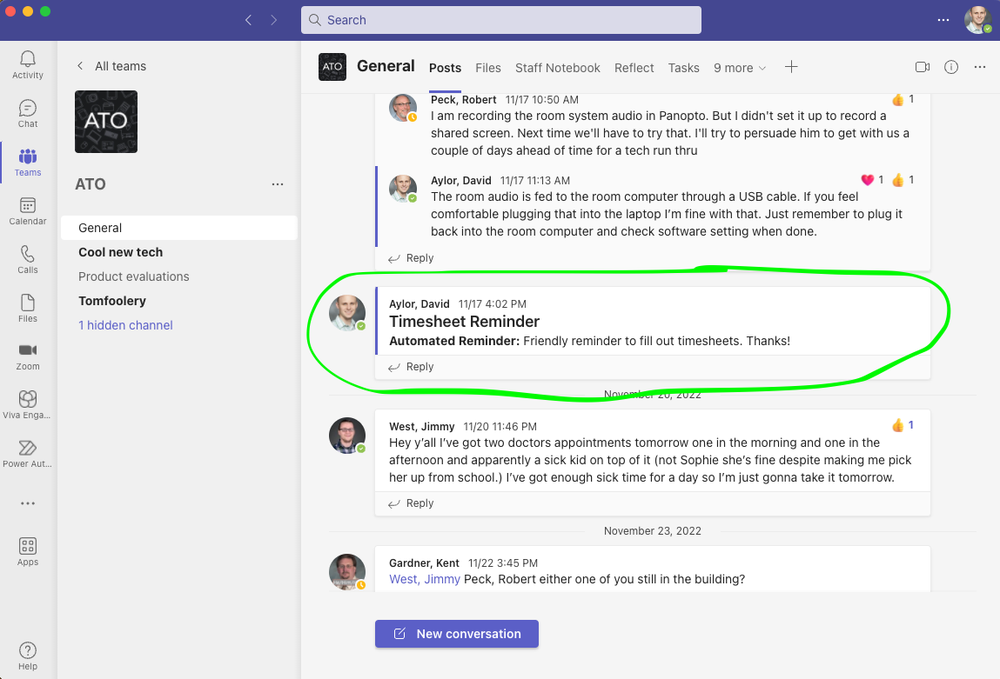 Search
Activity
Chat
Teams
Calendar
Calls
Files
Zoom
Viva Enga...
Power Aut...
Apps
Help
All teams
ATO
ATO
General
Cool new tech
Product evaluations
Tomfoolery
1 hidden channel
ATO General Posts Files Staff Notebook Reflect Tasks 9 more
Peck, Robert 11/17 10:50 AM 1
I am recording the room system audio in Panopto. But I didn't set it up to record a
shared screen. Next time we'll have to try that. I'll try to persuade him to get with us a
couple of days ahead of time for a tech run thru
Aylor, David 11/17 11:13 AM 1 1
The room audio is fed to the room computer through a USB cable. If you feel
comfortable plugging that into the laptop I’m fine with that. Just remember to plug it
back into the room computer and check software setting when done.
Reply
Aylor, David 11/17 4:02 PM
Timesheet Reminder
Automated Reminder: Friendly reminder to fill out timesheets. Thanks!
Reply
November 20, 2022
West, Jimmy 11/20 11:46 PM 1
Hey y’all I’ve got two doctors appointments tomorrow one in the morning and one in the
afternoon and apparently a sick kid on top of it (not Sophie she’s fine despite making me pick
her up from school.) I’ve got enough sick time for a day so I’m just gonna take it tomorrow.
Reply
November 23, 2022
Gardner, Kent 11/22 3:45 PM
West, Jimmy Peck, Robert either one of you still in the building?
New conversation